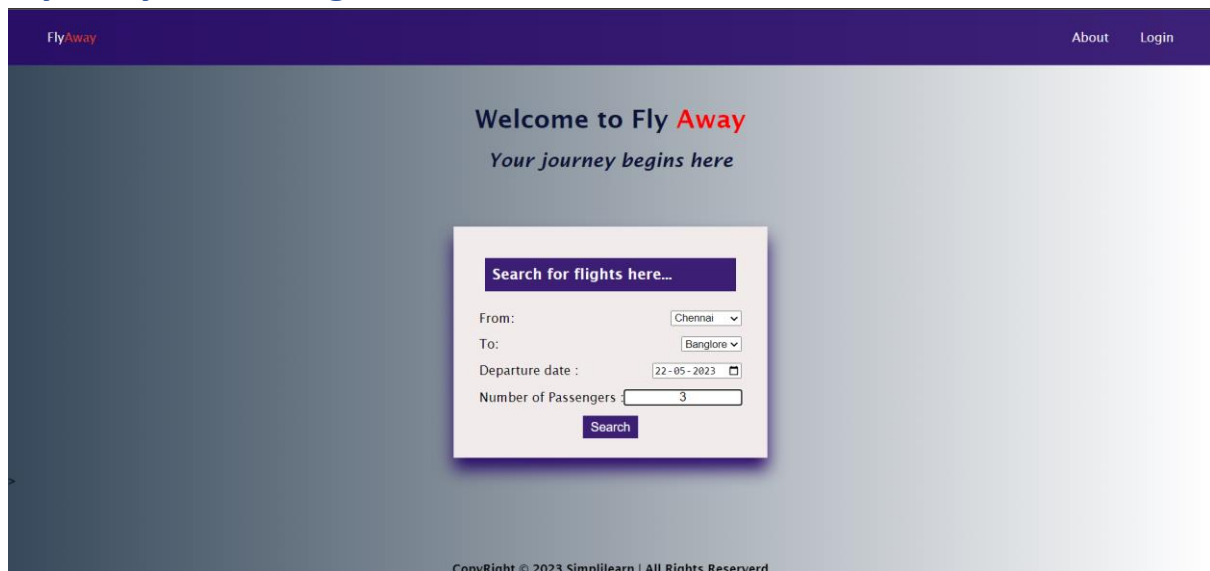 FlyAway
About Login
Welcome to Fly Away
Your journey begins here
Search for flights here...
From: Chennai
To: Banglore
Departure date : 22-05-2023
Number of Passengers : 3
Search
>
CopyRight © 2023 Simplilearn | All Rights Reserverd